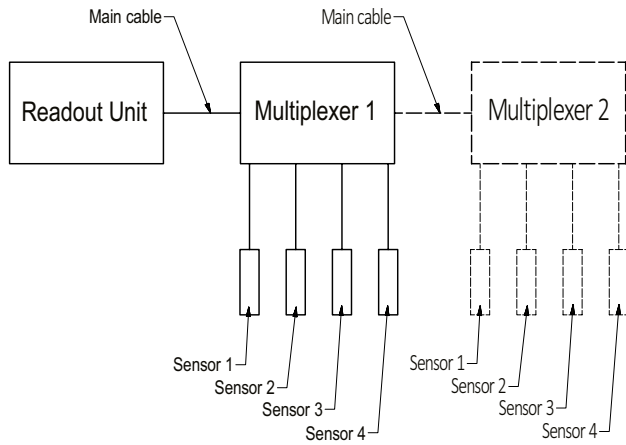 Main cable
Main cable
Readout Unit
Multiplexer 1
Multiplexer 2
Sensor 1
Sensor 2
Sensor 3
Sensor 4
Sensor 1
Sensor 2
Sensor 3
Sensor 4